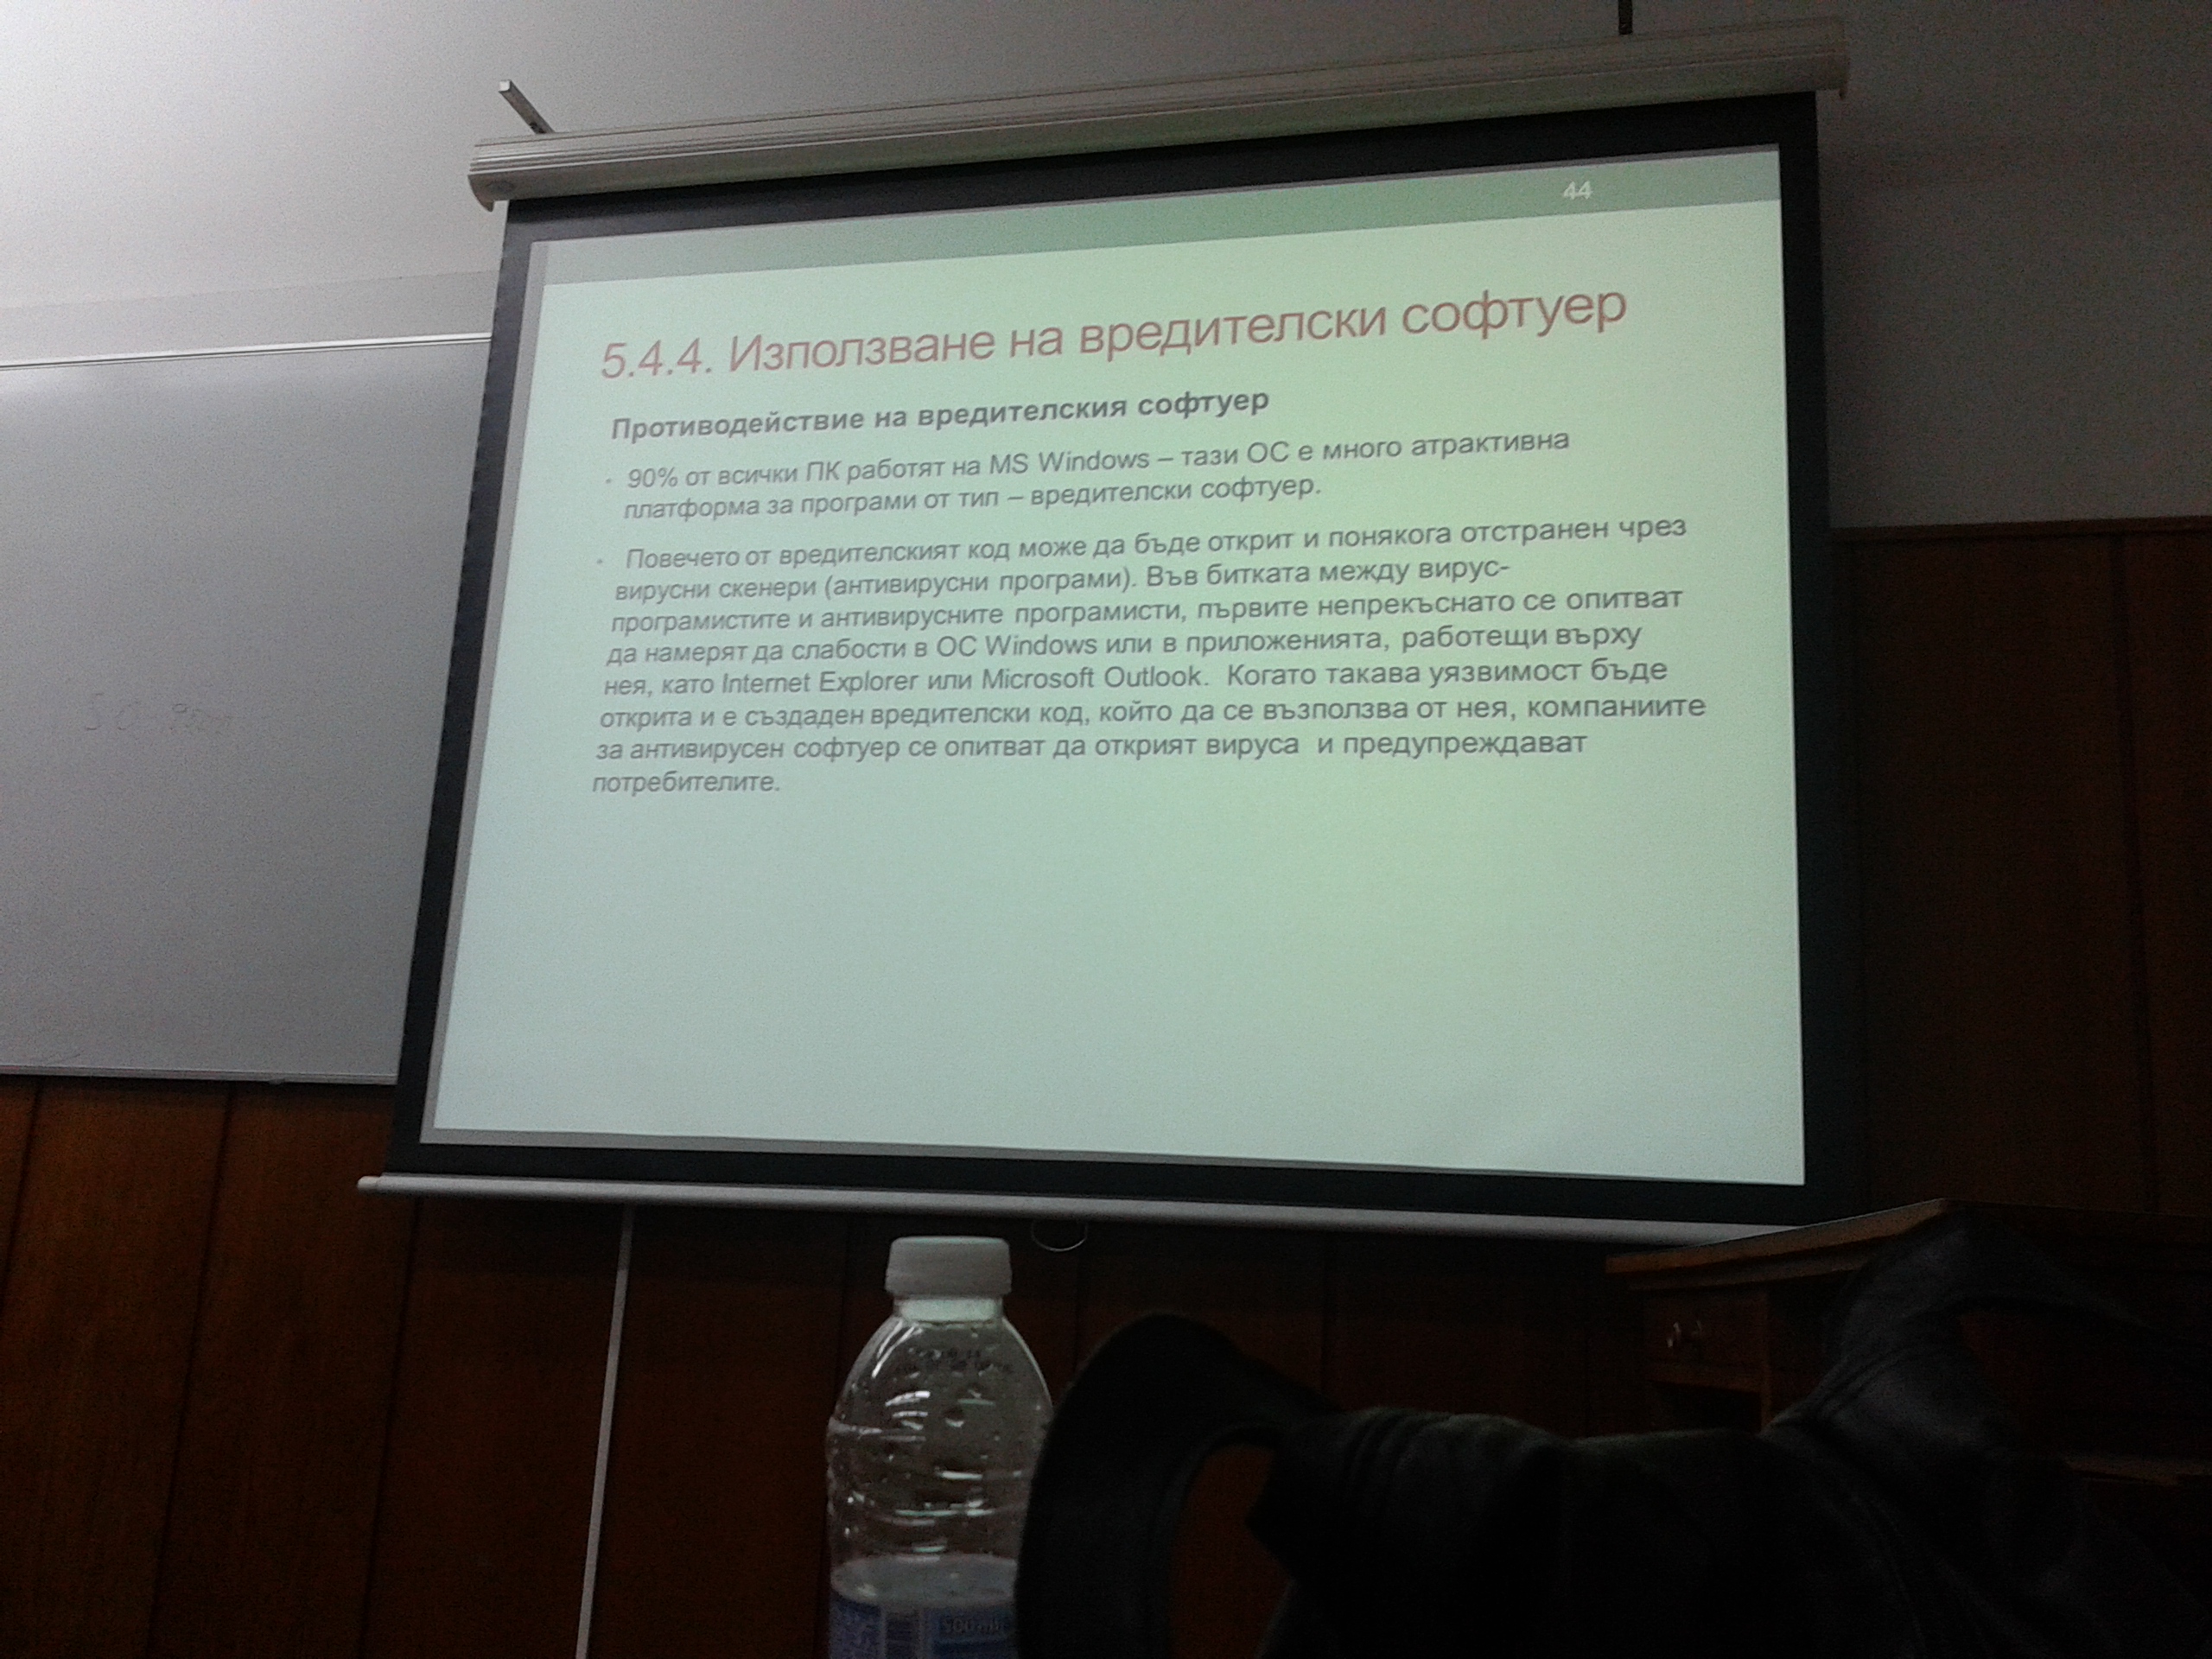 44
5.4.4. Използване на вредителски софтуер
Противодействие на вредителския софтуер
• 90% от всички ПК работят на MS Windows – тази ОС е много атрактивна
платформа за програми от тип – вредителски софтуер.
• Повечето от вредителският код може да бъде открит и понякога отстранен чрез
вирусни скенери (антивирусни програми). Във битката между вирус-
програмистите и антивирусните програмисти, първите непрекъснато се опитват
да намерят да слабости в ОС Windows или в приложенията, работещи върху
нея, като Internet Explorer или Microsoft Outlook. Когато такава уязвимост бъде
открита и е създаден вредителски код, който да се възползва от нея, компаниите
за антивирусен софтуер се опитват да открият вируса и предупреждават
потребителите.